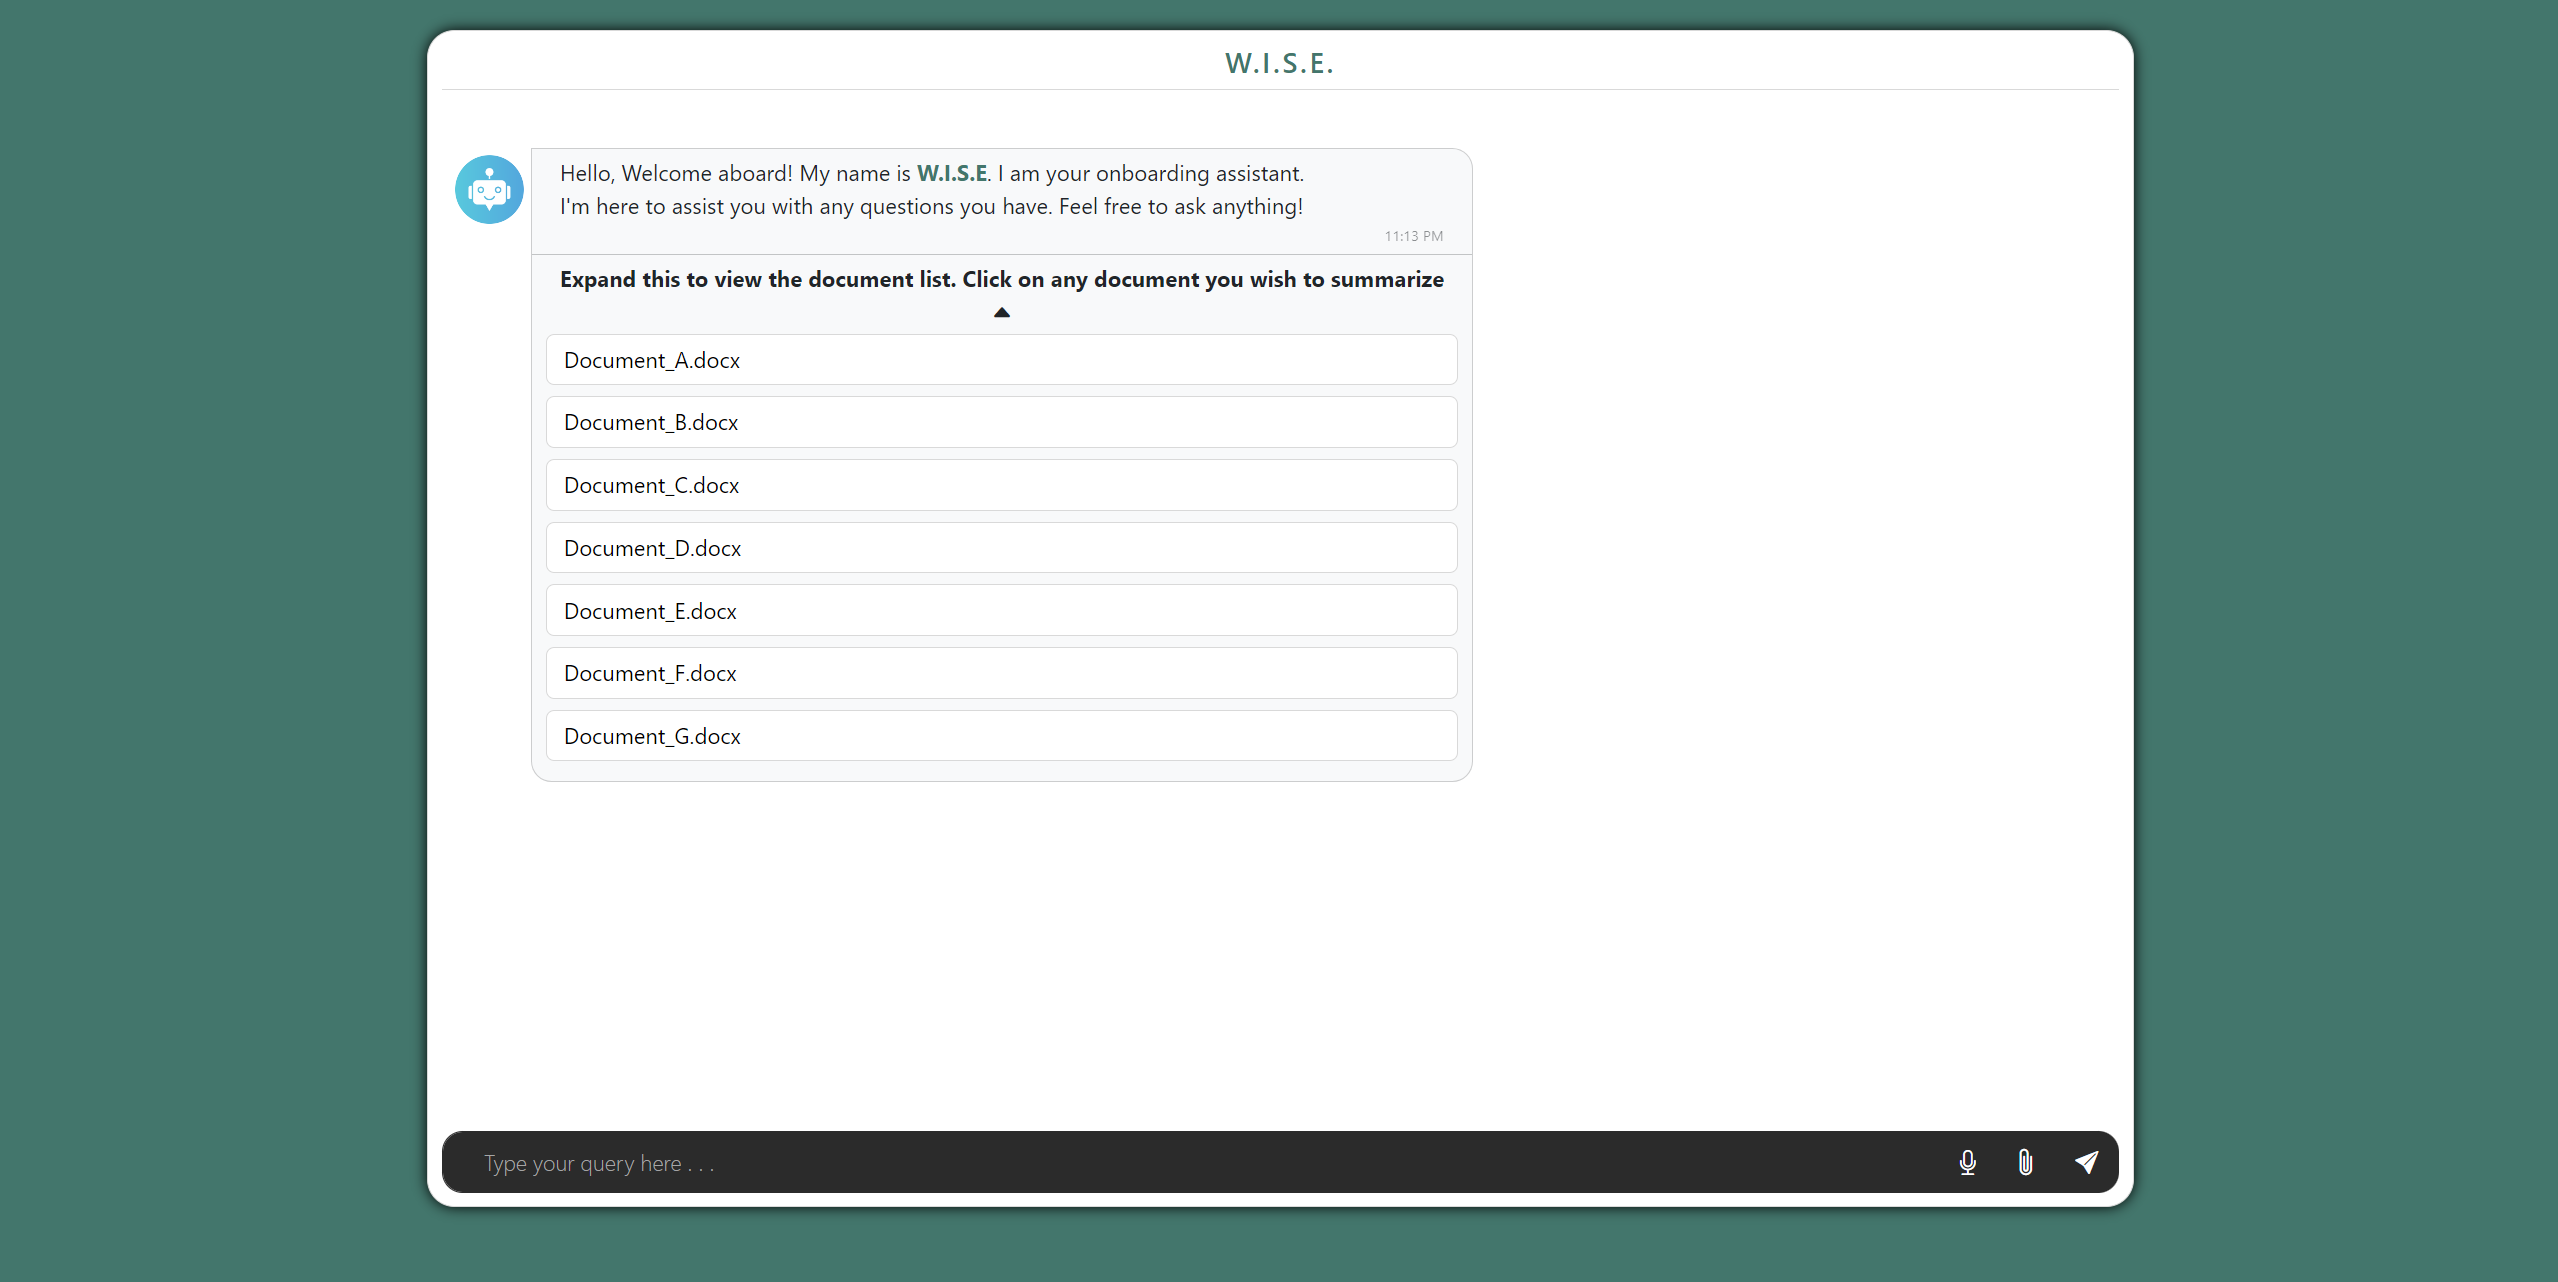 W.I.S.E.
Hello, Welcome aboard! My name is W.I.S.E. I am your onboarding assistant.
I'm here to assist you with any questions you have. Feel free to ask anything!
11:13 PM
Expand this to view the document list. Click on any document you wish to summarize
Document_A.docx
Document_B.docx
Document_C.docx
Document_D.docx
Document_E.docx
Document_F.docx
Document_G.docx
Type your query here . . .